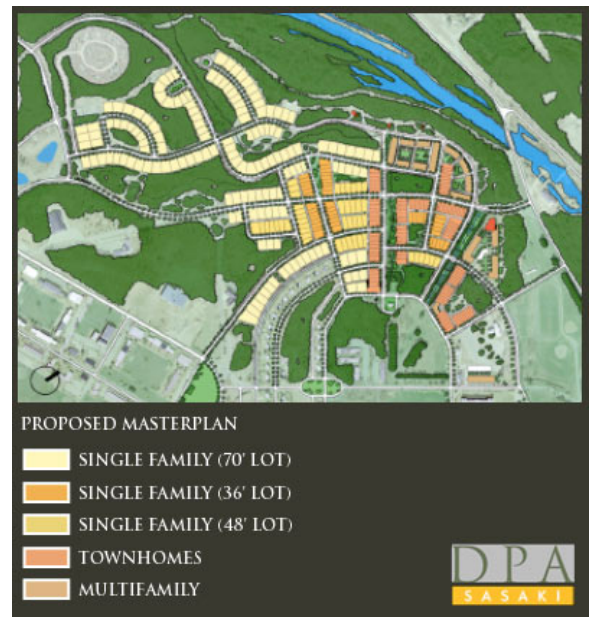 PROPOSED MASTERPLAN
SINGLE FAMILY (70' LOT)
SINGLE FAMILY (36' LOT)
SINGLE FAMILY (48' LOT)
TOWNHOMES
MULTIFAMILY
DPA
SASAKI